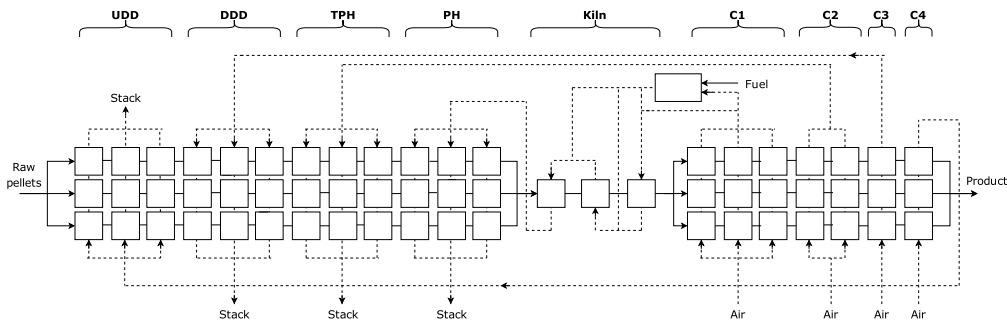 UDD DDD TPH PH Kiln C1 C2 C3 C4
Fuel
Stack
Raw
pellets
Product
Stack Stack Stack Air Air Air Air